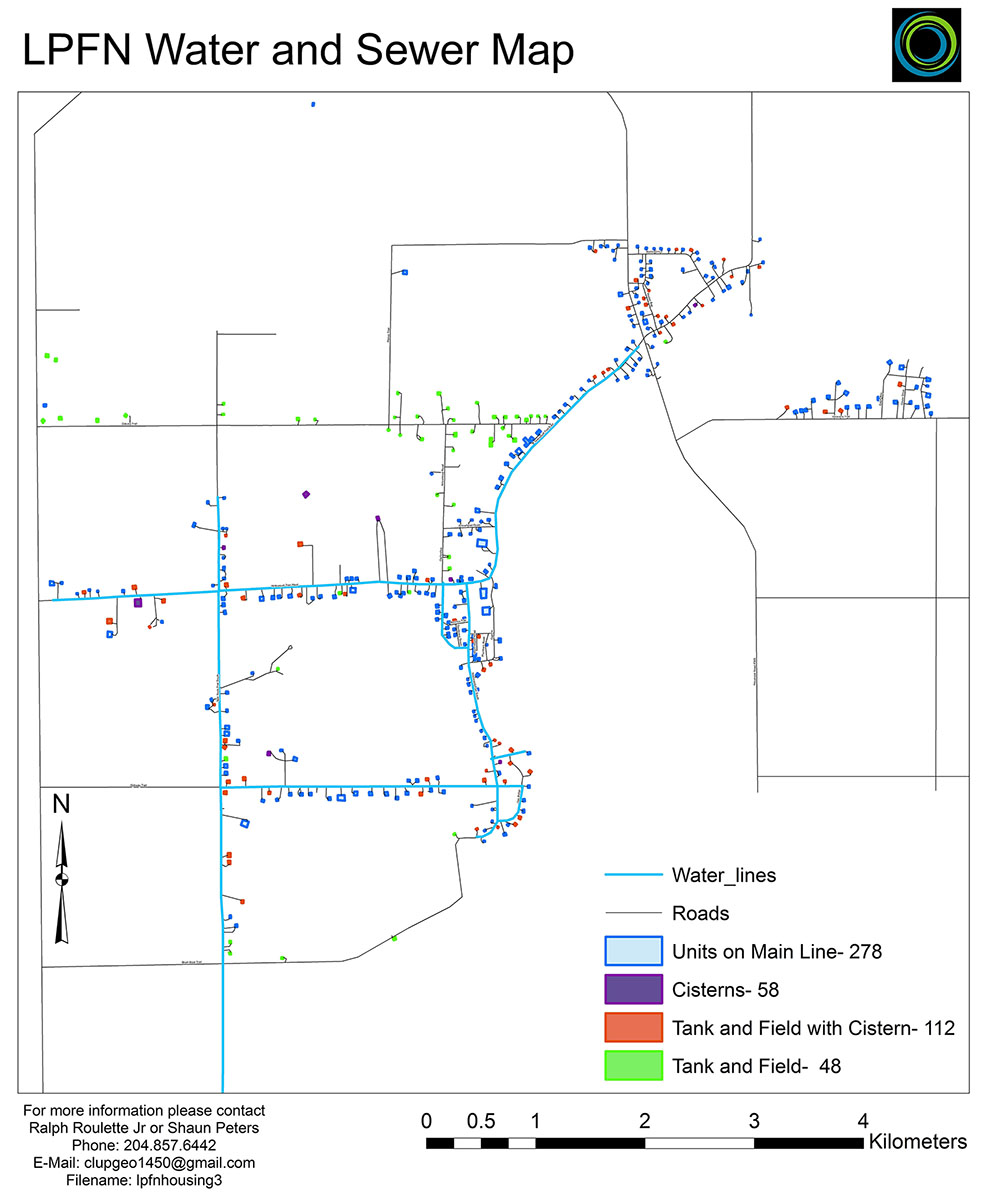 LPFN Water and Sewer Map
N
Water_lines
Roads
Units on Main Line- 278
Cisterns- 58
Tank and Field with Cistern- 112
Tank and Field-  48
For more information please contact
Ralph Roulette Jr or Shaun Peters
Phone: 204.857.6442
E-Mail: clupgeo1450@gmail.com
Filename: lpfnhousing3
0 0.5 1 2 3 4
Kilometers